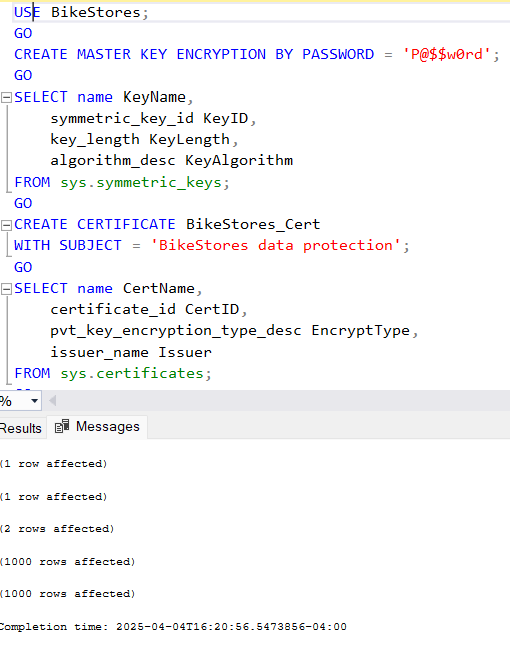 USE BikeStores;
GO
CREATE MASTER KEY ENCRYPTION BY PASSWORD = 'P@$$w0rd';
GO
SELECT name KeyName,
symmetric_key_id KeyID,
key_length KeyLength,
algorithm_desc KeyAlgorithm
FROM sys.symmetric_keys;
GO
CREATE CERTIFICATE BikeStores_Cert
WITH SUBJECT = 'BikeStores data protection';
GO
SELECT name CertName,
certificate_id CertID,
pvt_key_encryption_type_desc EncryptType,
issuer_name Issuer
FROM sys.certificates;
%
Results Messages
(1 row affected)
(1 row affected)
(2 rows affected)
(1000 rows affected)
(1000 rows affected)
Completion time: 2025-04-04T16:20:56.5473856-04:00